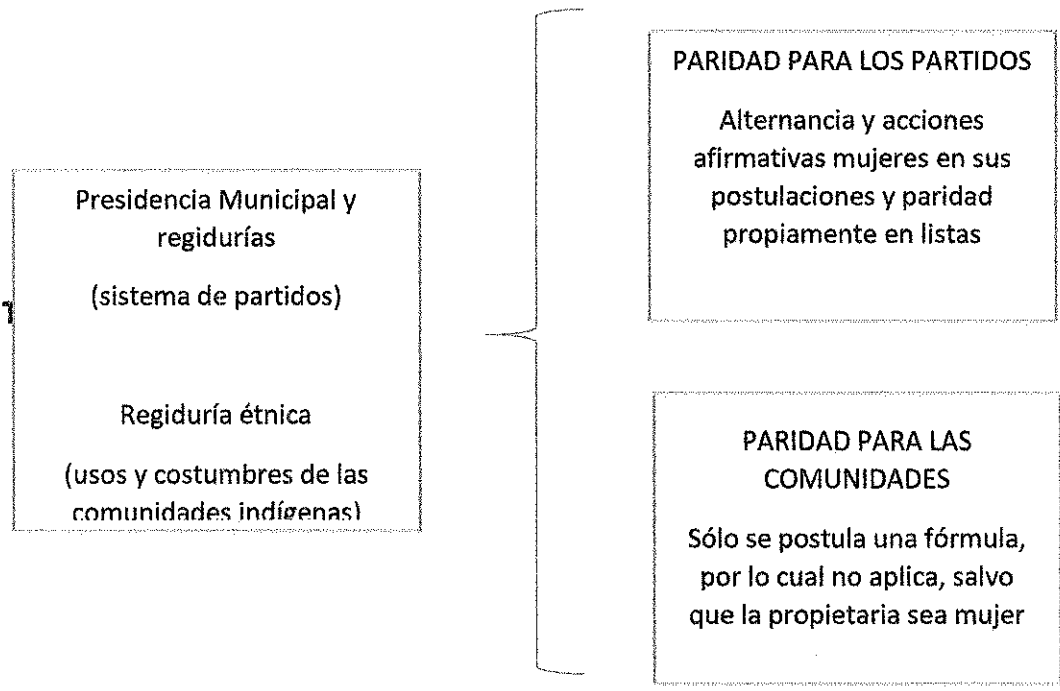 Presidencia Municipal y
regidurías
(sistema de partidos)
Regiduría étnica
(usos y costumbres de las
comunidades indígenas)
PARIDAD PARA LOS PARTIDOS
Alternancia y acciones
afirmativas mujeres en sus
postulaciones y paridad
propiamente en listas
PARIDAD PARA LAS
COMUNIDADES
Sólo se postula una fórmula,
por lo cual no aplica, salvo
que la propietaria sea mujer